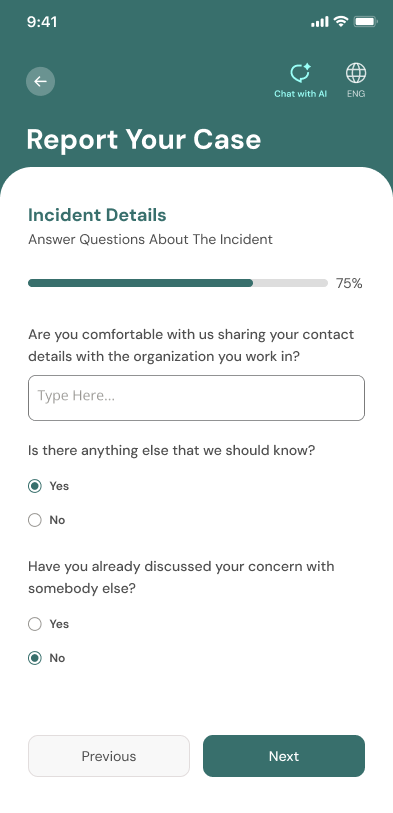 9:41
Chat with AI
ENG
Report Your Case
Incident Details
Answer Questions About The Incident
75%
Are you comfortable with us sharing your contact
details with the organization you work in?
Type Here...
Is there anything else that we should know?
Yes
No
Have you already discussed your concern with
somebody else?
Yes
No
Previous
Next